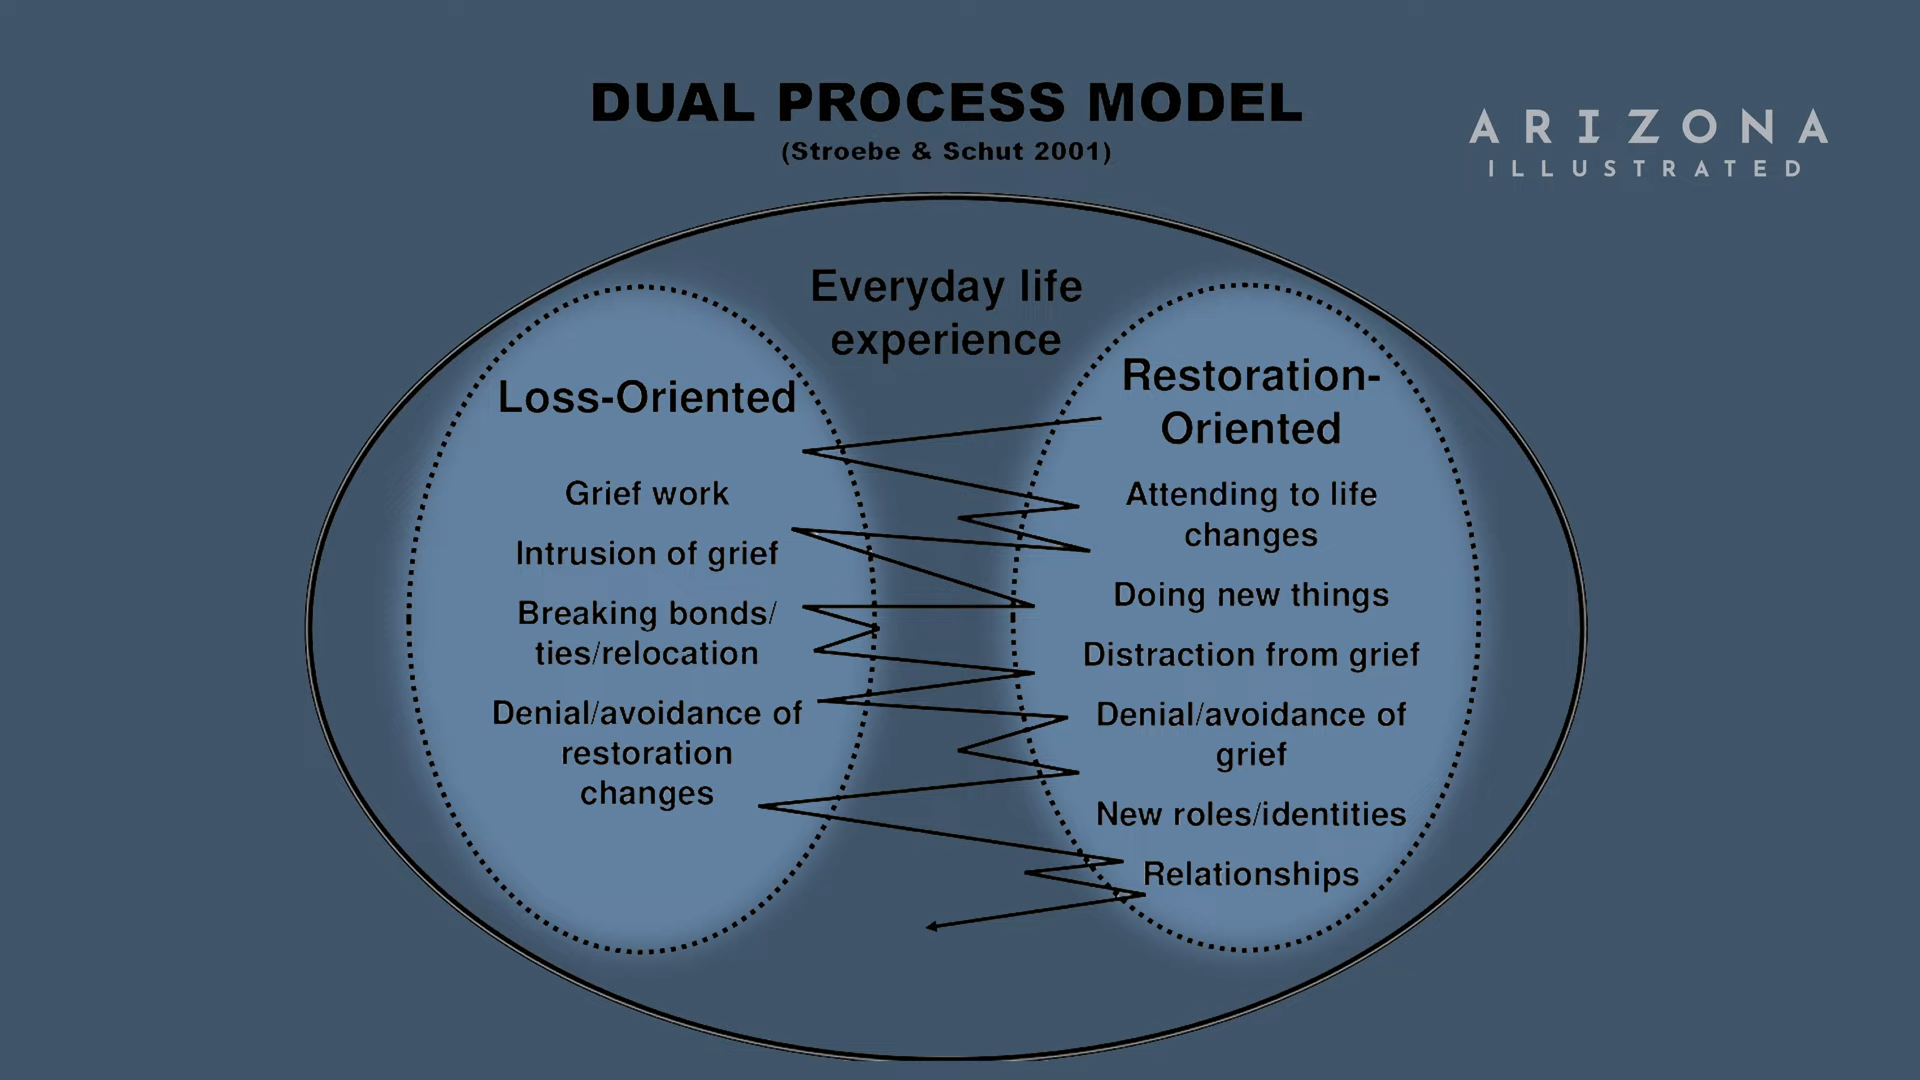 DUAL PROCESS MODEL
(Stroebe & Schut 2001)
ARIZONA
ILLUSTRATED
Everyday life
experience
Loss-Oriented
Grief work
Intrusion of grief
Breaking bonds/
ties/relocation
Denial/avoidance of
restoration
changes
Restoration-
Oriented
Attending to life
changes
Doing new things
Distraction from grief
Denial/avoidance of
grief
New roles/identities
Relationships